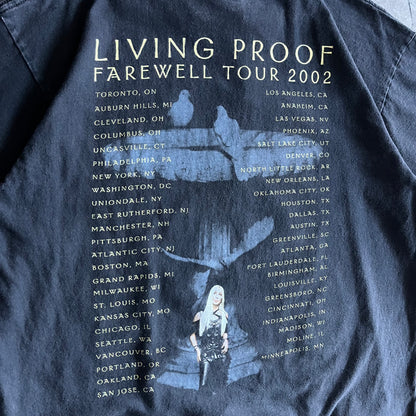 LIVING PROOF
FAREWELL TOUR 2002
TORONTO, ON
AUBURN HILLS, MI
CLEVELAND, OH
COLUMBUS, OH
UNCASVILLE, CT
PHILADELPHIA, PA
NEW YORK, NY
WASHINGTON, DC
UNIONDALE, NY
EAST RUTHERFORD, NJ
MANCHESTER, NH
PITTSBURGH, PA
ATLANTIC CITY, NJ
BOSTON, MA
GRAND RAPIDS, MI
MILWAUKEE, WI
ST. LOUIS, MO
KANSAS CITY, MO
CHICAGO, IL
SEATTLE, WA
VANCOUVER, BC
PORTLAND, OR
OAKLAND, CA
SAN JOSE, CA
LOS ANGELES, CA
ANAHEIM, CA
LAS VEGAS, NV
PHOENIX, AZ
SALT LAKE CITY, UT
DENVER, CO
NORTH LITTLE ROCK, AR
NEW ORLEANS, LA
OKLAHOMA CITY, OK
HOUSTON, TX
DALLAS, TX
AUSTIN, TX
GREENVILLE, SC
ATLANTA, GA
FORT LAUDERDALE, FL
BIRMINGHAM, AL
LOUISVILLE, KY
GREENSBORO, NC
CINCINNATI, OH
INDIANAPOLIS, IN
MADISON, WI
MOLINE, IL
MINNEAPOLIS, MN